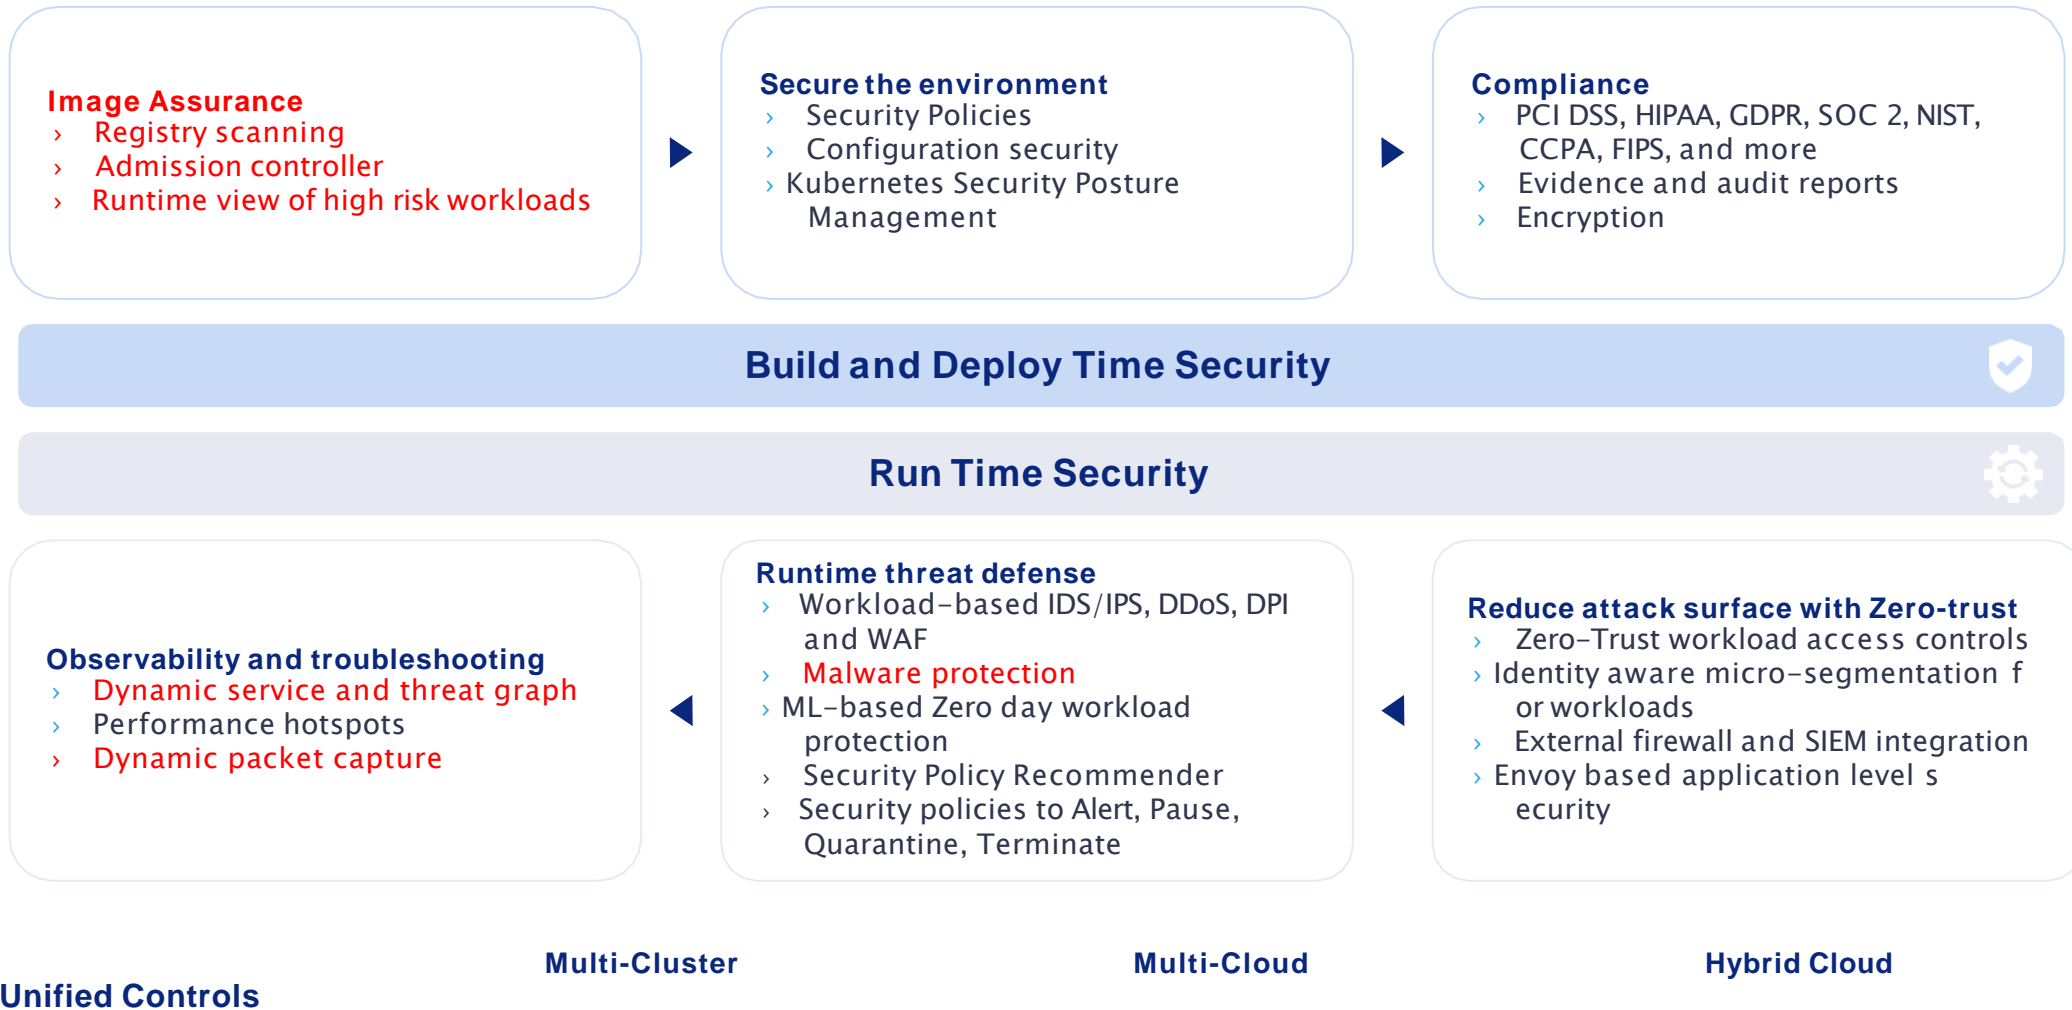 Image Assurance
› Registry scanning
› Admission controller
› Runtime view of high risk workloads
Secure the environment
› Security Policies
› Configuration security
› Kubernetes Security Posture
Management
Compliance
› PCI DSS, HIPAA, GDPR, SOC 2, NIST,
CCPA, FIPS, and more
› Evidence and audit reports
› Encryption
Build and Deploy Time Security
Run Time Security
Observability and troubleshooting
› Dynamic service and threat graph
› Performance hotspots
› Dynamic packet capture
Runtime threat defense
› Workload-based IDS/IPS, DDoS, DPI
and WAF
› Malware protection
› ML-based Zero day workload
protection
› Security Policy Recommender
› Security policies to Alert, Pause,
Quarantine, Terminate
Reduce attack surface with Zero-trust
› Zero-Trust workload access controls
› Identity aware micro-segmentation f
or workloads
› External firewall and SIEM integration
› Envoy based application level s
ecurity
Multi-Cluster
Multi-Cloud
Hybrid Cloud
Unified Controls